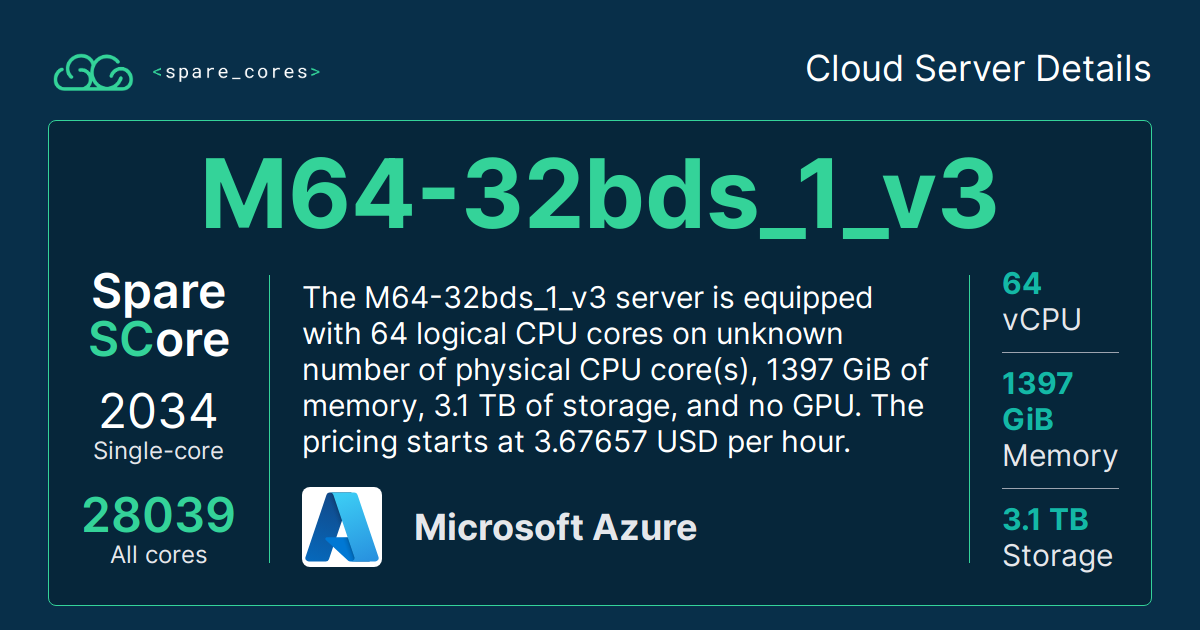 <spare_cores>
Cloud Server Details
M64-32bds_1_v3
Spare
SCore
2034
Single-core
28039
All cores
The M64-32bds_1_v3 server is equipped
with 64 logical CPU cores on unknown
number of physical CPU core(s), 1397 GiB of
memory, 3.1 TB of storage, and no GPU. The
pricing starts at 3.67657 USD per hour.
Microsoft Azure
64
vCPU
1397
GiB
Memory
3.1 TB
Storage